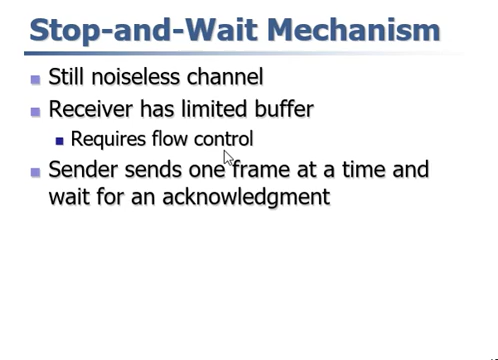 Stop-and-Wait Mechanism
Still noiseless channel
Receiver has limited buffer
Requires flow control
Sender sends one frame at a time and
wait for an acknowledgment